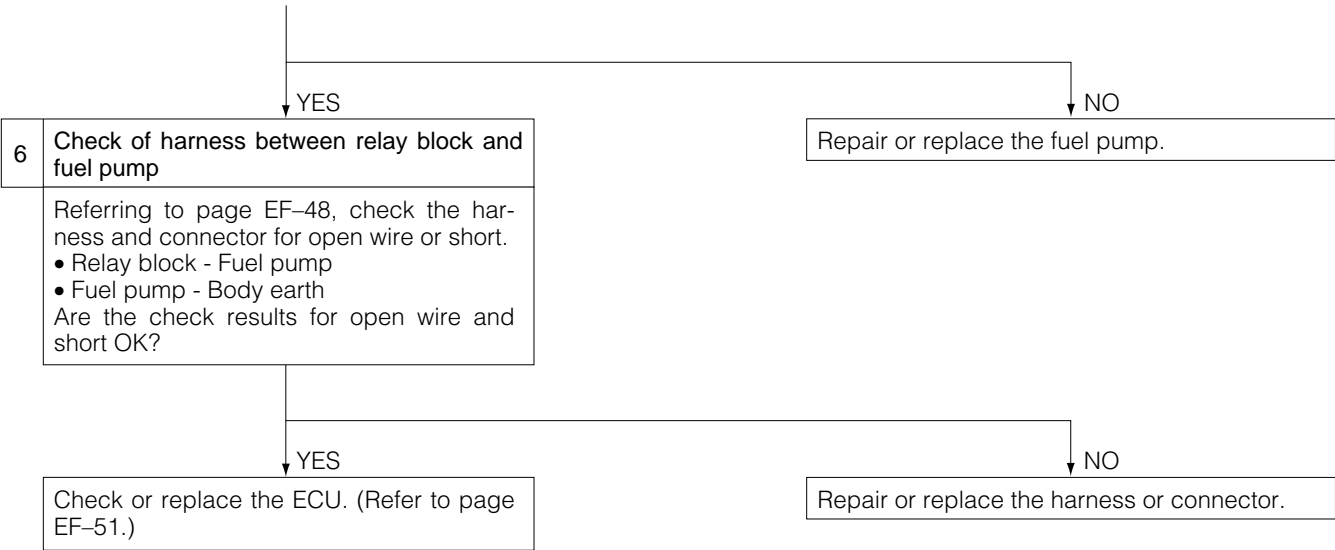 YES
NO
6
Check of harness between relay block and
fuel pump
Repair or replace the fuel pump.
Referring to page EF–48, check the har-
ness and connector for open wire or short.
• Relay block - Fuel pump
• Fuel pump - Body earth
Are the check results for open wire and
short OK?
YES
NO
Check or replace the ECU. (Refer to page
EF–51.)
Repair or replace the harness or connector.